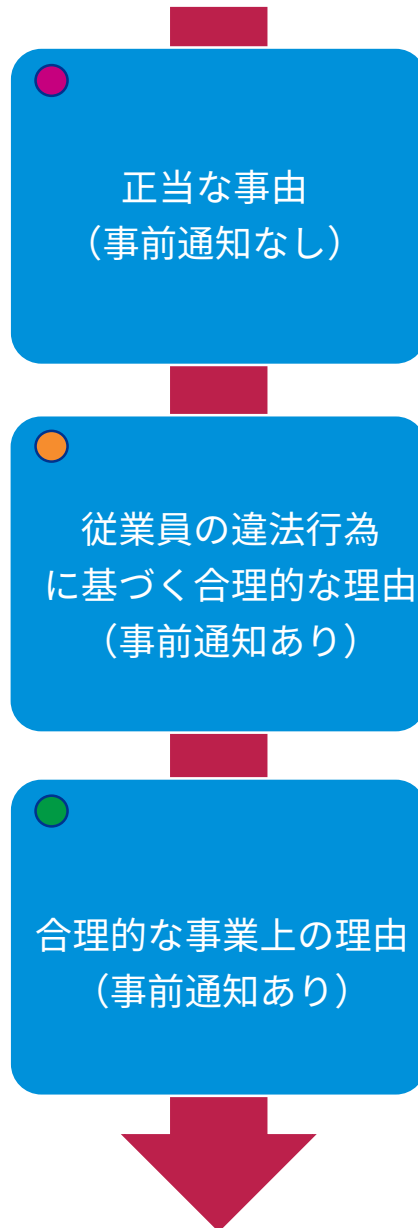 正当な事由
（事前通知なし）
従業員の違法行為
に基づく合理的な理由
（事前通知あり）
合理的な事業上の理由
（事前通知あり）